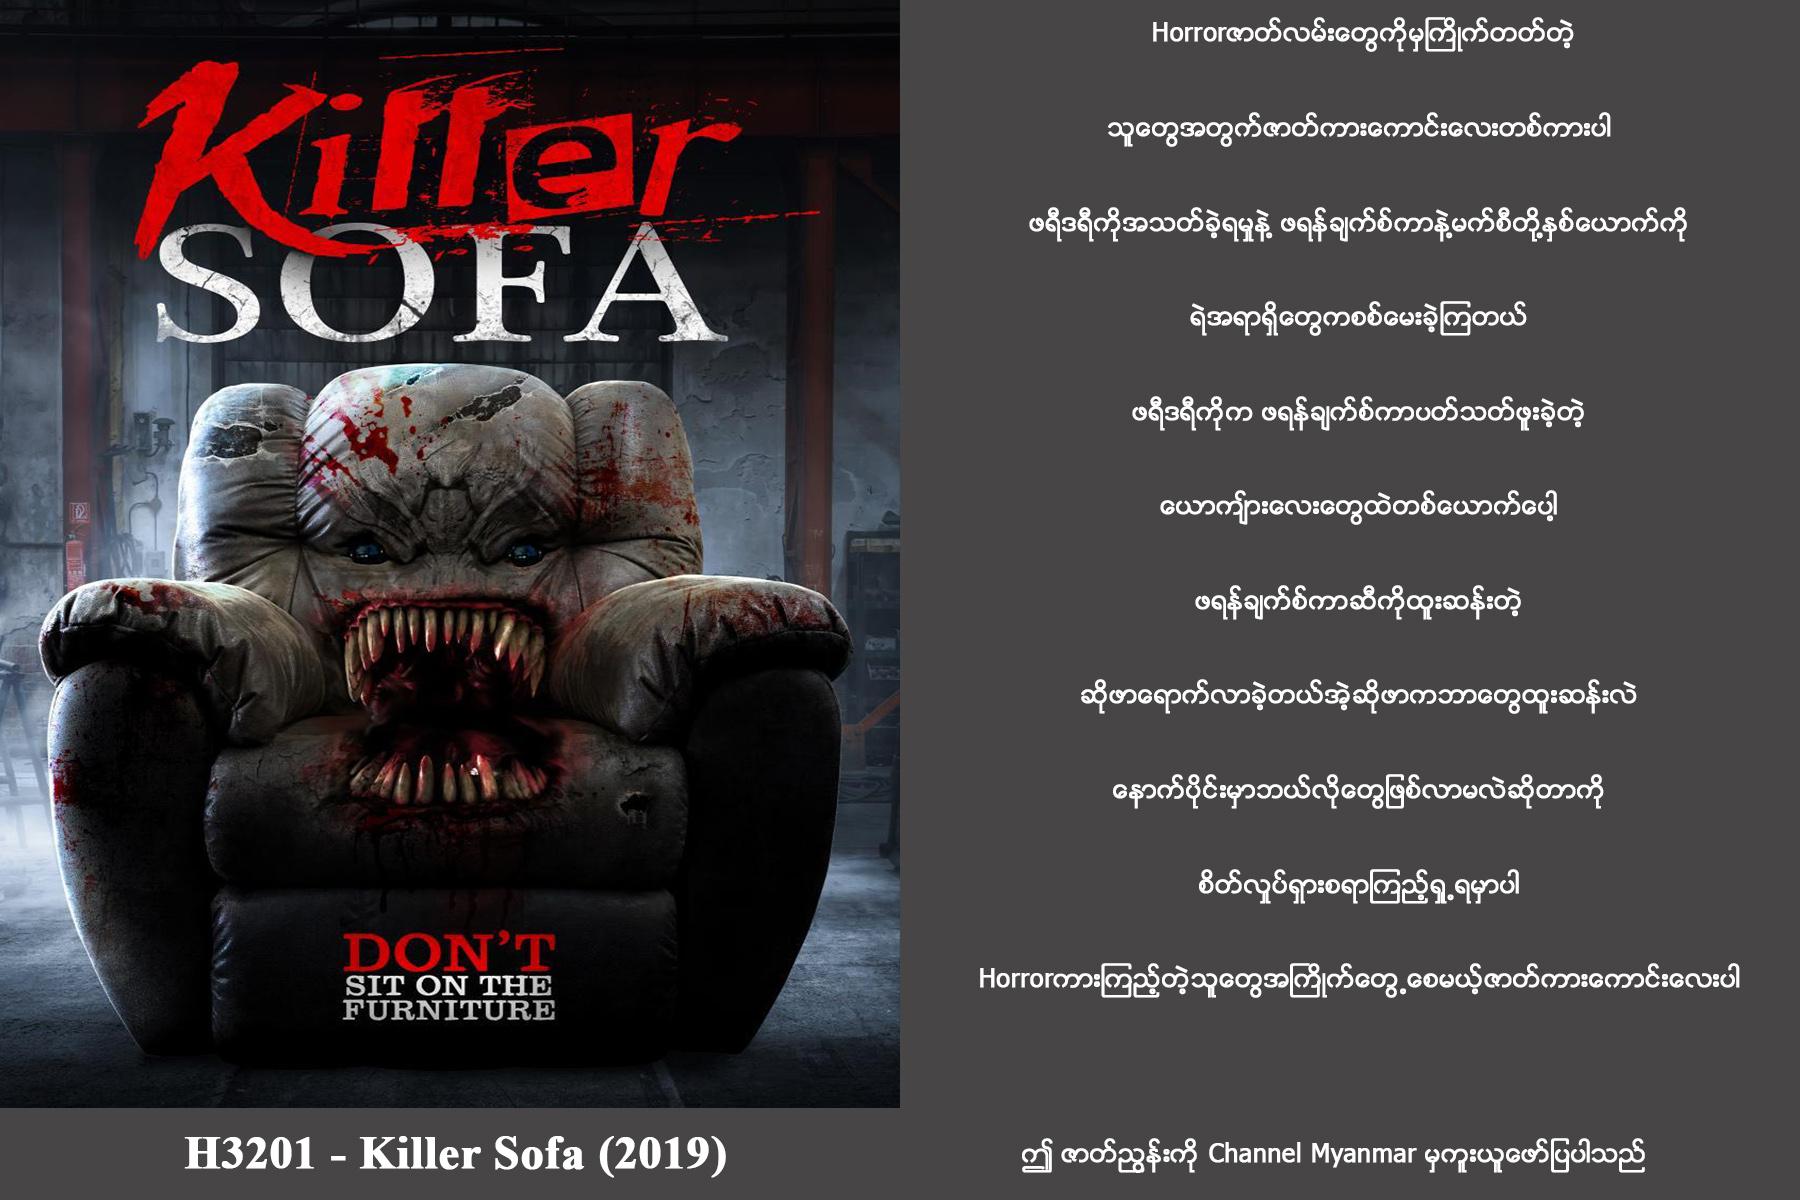 Killer
SOFA
DON'T
SIT ON THE
FURNITURE
H3201 - Killer Sofa (2019)
Horrorဇာတ်လမ်းတွေကိုမှကြိုက်တတ်တဲ့
သူတွေအတွက်ဇာတ်ကားကောင်းလေးတစ်ကားပါ
ဖရီဒရီကိုအသတ်ခဲ့ရမှုနဲ့ ဖရန်ချက်စ်ကာနဲ့မက်စီတို့နှစ်ယောက်ကို
ရဲအရာရှိတွေကစစ်မေးခဲ့ကြတယ်
ဖရီဒရီကိုက ဖရန်ချက်စ်ကာပတ်သတ်ဖူးခဲ့တဲ့
ယောကျ်ားလေးတွေထဲတစ်ယောက်ပေါ့
ဖရန်ချက်စ်ကာဆီကိုထူးဆန်းတဲ့
ဆိုဖာရောက်လာခဲ့တယ်အဲ့ဆိုဖာကဘာတွေထူးဆန်းလဲ
နောက်ပိုင်းမှာဘယ်လိုတွေဖြစ်လာမလဲဆိုတာကို
စိတ်လှုပ်ရှားစရာကြည့်ရှု့ရမှာပါ
Horrorကားကြည့်တဲ့သူတွေအကြိုက်တွေ့စေမယ့်ဇာတ်ကားကောင်းလေးပါ
ဤ ဇာတ်ညွှန်းကို Channel Myanmar မှကူးယူဖော်ပြပါသည်